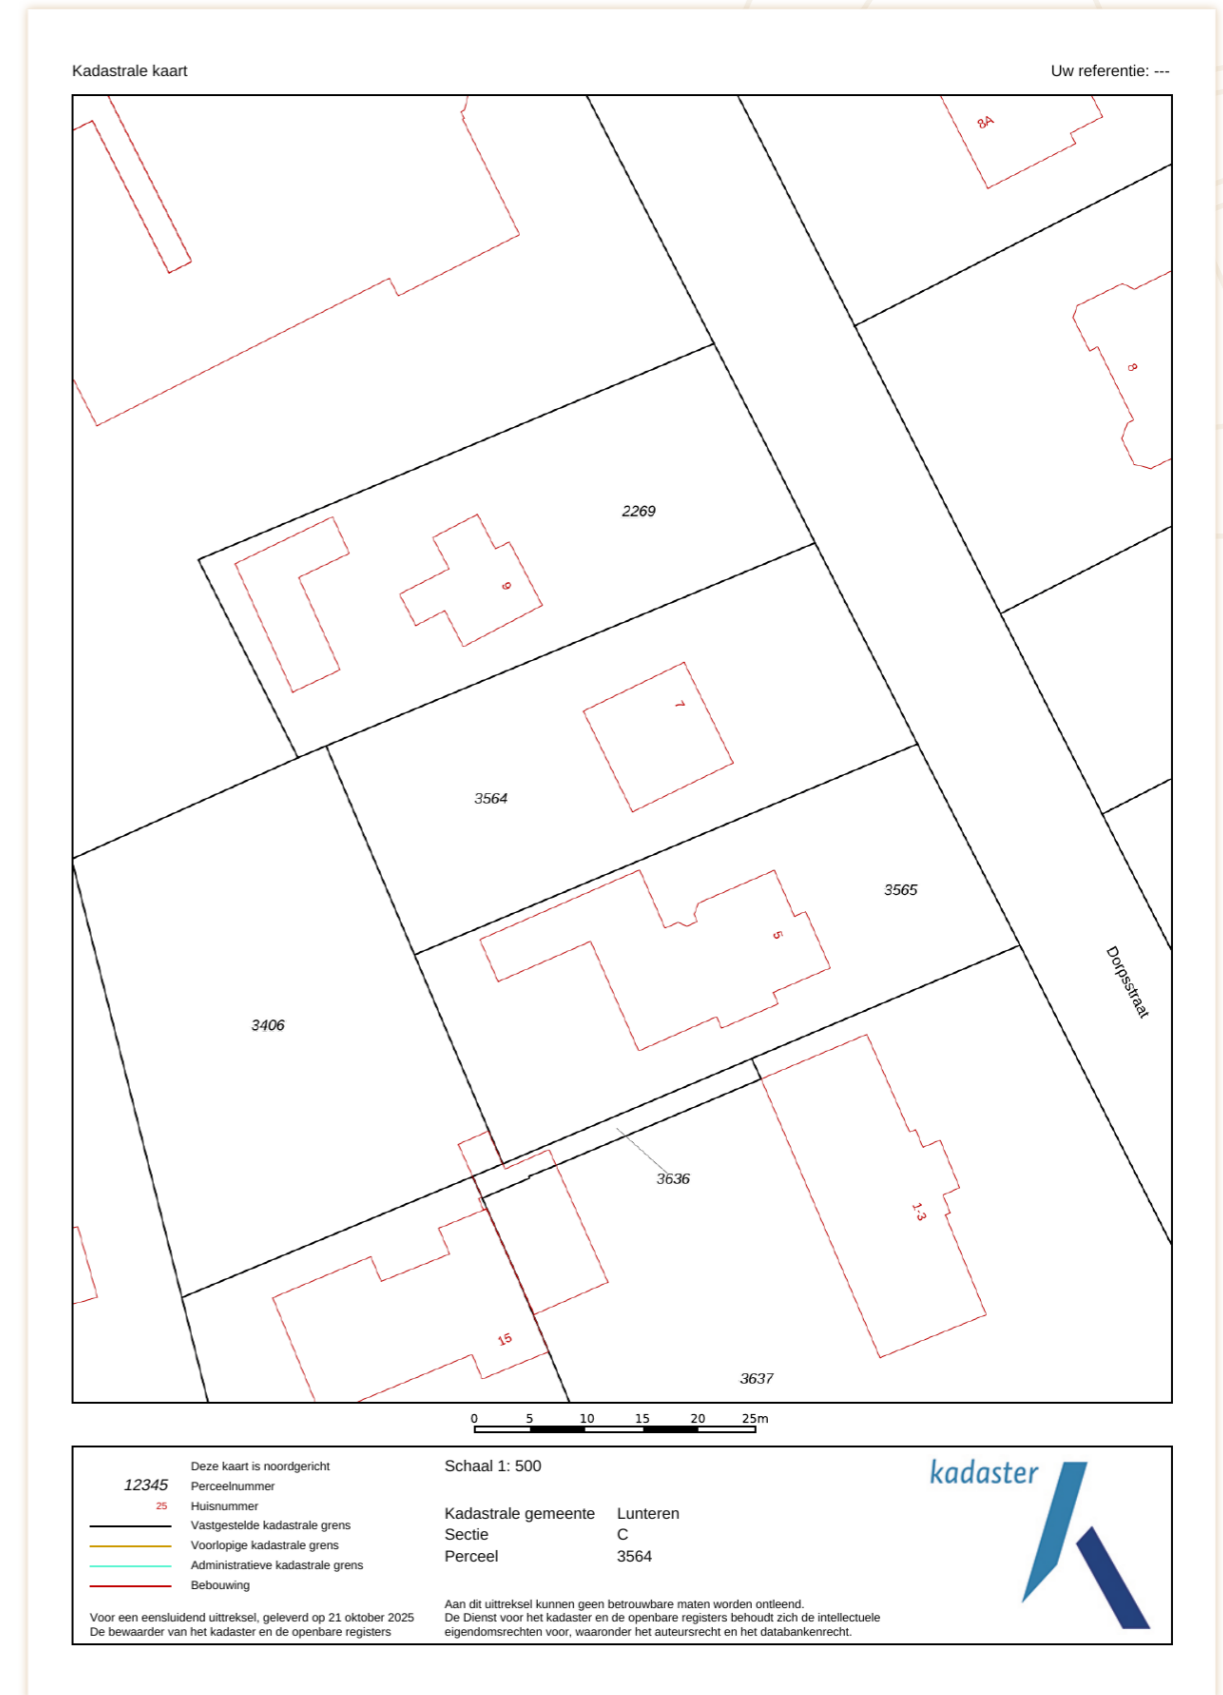 Kadastrale kaart
Uw referentie: ---
8A
8
2269
9
7
3564
3565
5
3406
Dorpsstraat
3636
1-3
15
3637
0 5 10 15 20 25m
Deze kaart is noordgericht
12345 Perceelnummer
25 Huisnummer
Vastgestelde kadastrale grens
Voorlopige kadastrale grens
Administratieve kadastrale grens
Bebouwing
Voor een eensluidend uittreksel, geleverd op 21 oktober 2025
De bewaarder van het kadaster en de openbare registers
Schaal 1: 500
Kadastrale gemeente Lunteren
Sectie C
Perceel 3564
Aan dit uittreksel kunnen geen betrouwbare maten worden ontleend.
De Dienst voor het kadaster en de openbare registers behoudt zich de intellectuele
eigendomsrechten voor, waaronder het auteursrecht en het databankenrecht.
kadaster